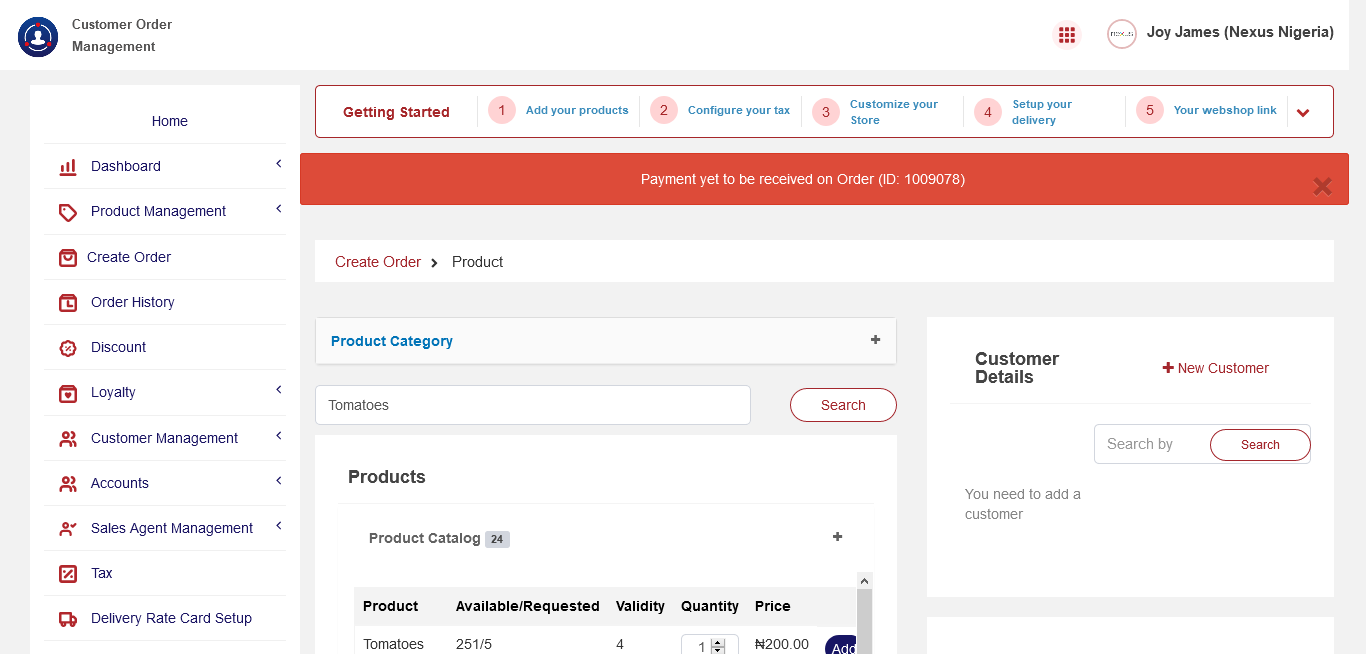 Customer Order
Management
nexus
Joy James (Nexus Nigeria)
Home
Dashboard
Product Management
Create Order
Order History
Discount
Loyalty
Customer Management
Accounts
Sales Agent Management
Tax
Delivery Rate Card Setup
Getting Started
1 Add your products
2 Configure your tax
3 Customize your
Store
4 Setup your
delivery
5 Your webshop link
Payment yet to be received on Order (ID: 1009078)
Create Order Product
Product Category
Tomatoes Search
Products
Product Catalog 24
Product Available/Requested Validity Quantity Price
Tomatoes 251/5 4 1 ₦200.00 Add
Customer
Details
New Customer
Search by Search
You need to add a
customer